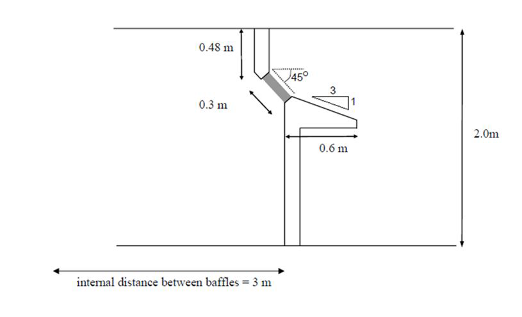 0.48 m
45°
3
1
0.3 m
2.0m
0.6 m
internal distance between baffles = 3 m